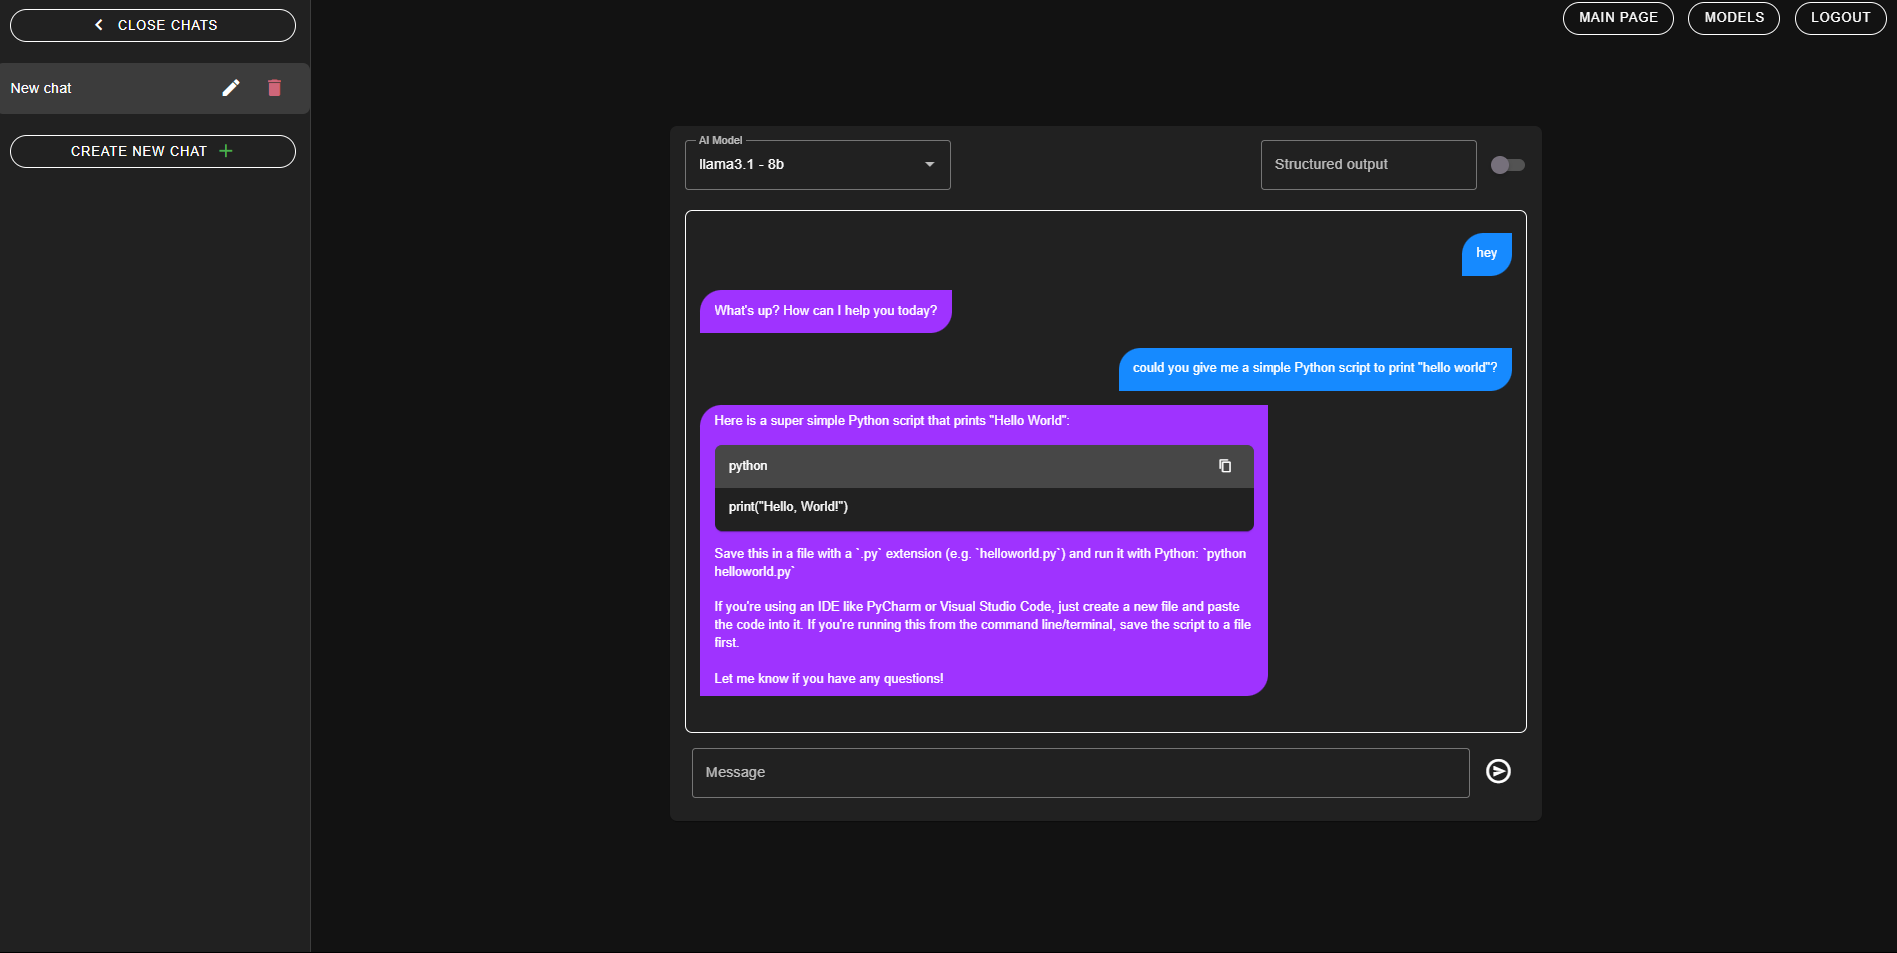 CLOSE CHATS
MAIN PAGE
MODELS
LOGOUT
New chat
CREATE NEW CHAT
AI Model
llama3.1 - 8b
Structured output
hey
What's up? How can I help you today?
could you give me a simple Python script to print "hello world"?
Here is a super simple Python script that prints "Hello World":
python
print("Hello, World!")
Save this in a file with a `.py` extension (e.g. `helloworld.py`) and run it with Python: `python
helloworld.py`
If you're using an IDE like PyCharm or Visual Studio Code, just create a new file and paste
the code into it. If you're running this from the command line/terminal, save the script to a file
first.
Let me know if you have any questions!
Message